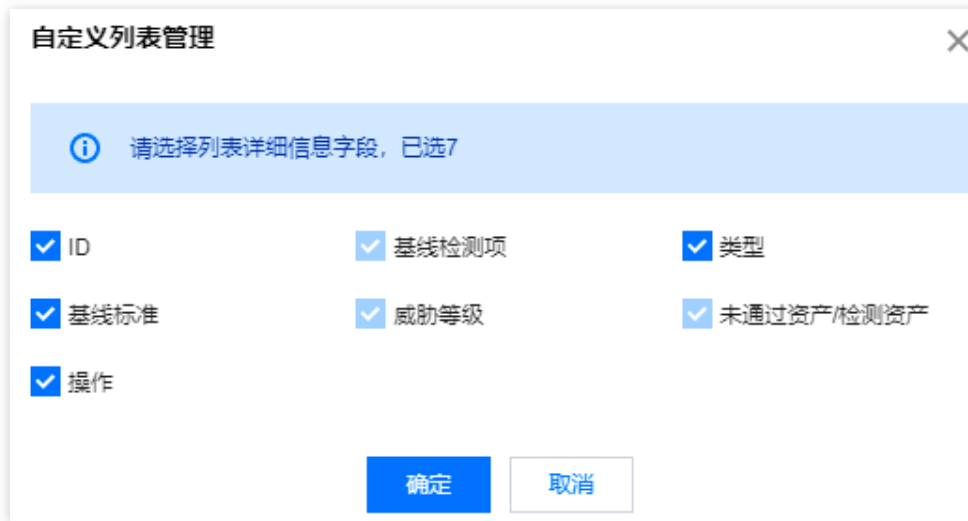 自定义列表管理
请选择列表详细信息字段，已选7
ID 基线检测项 类型
基线标准 威胁等级 未通过资产/检测资产
操作
确定 取消